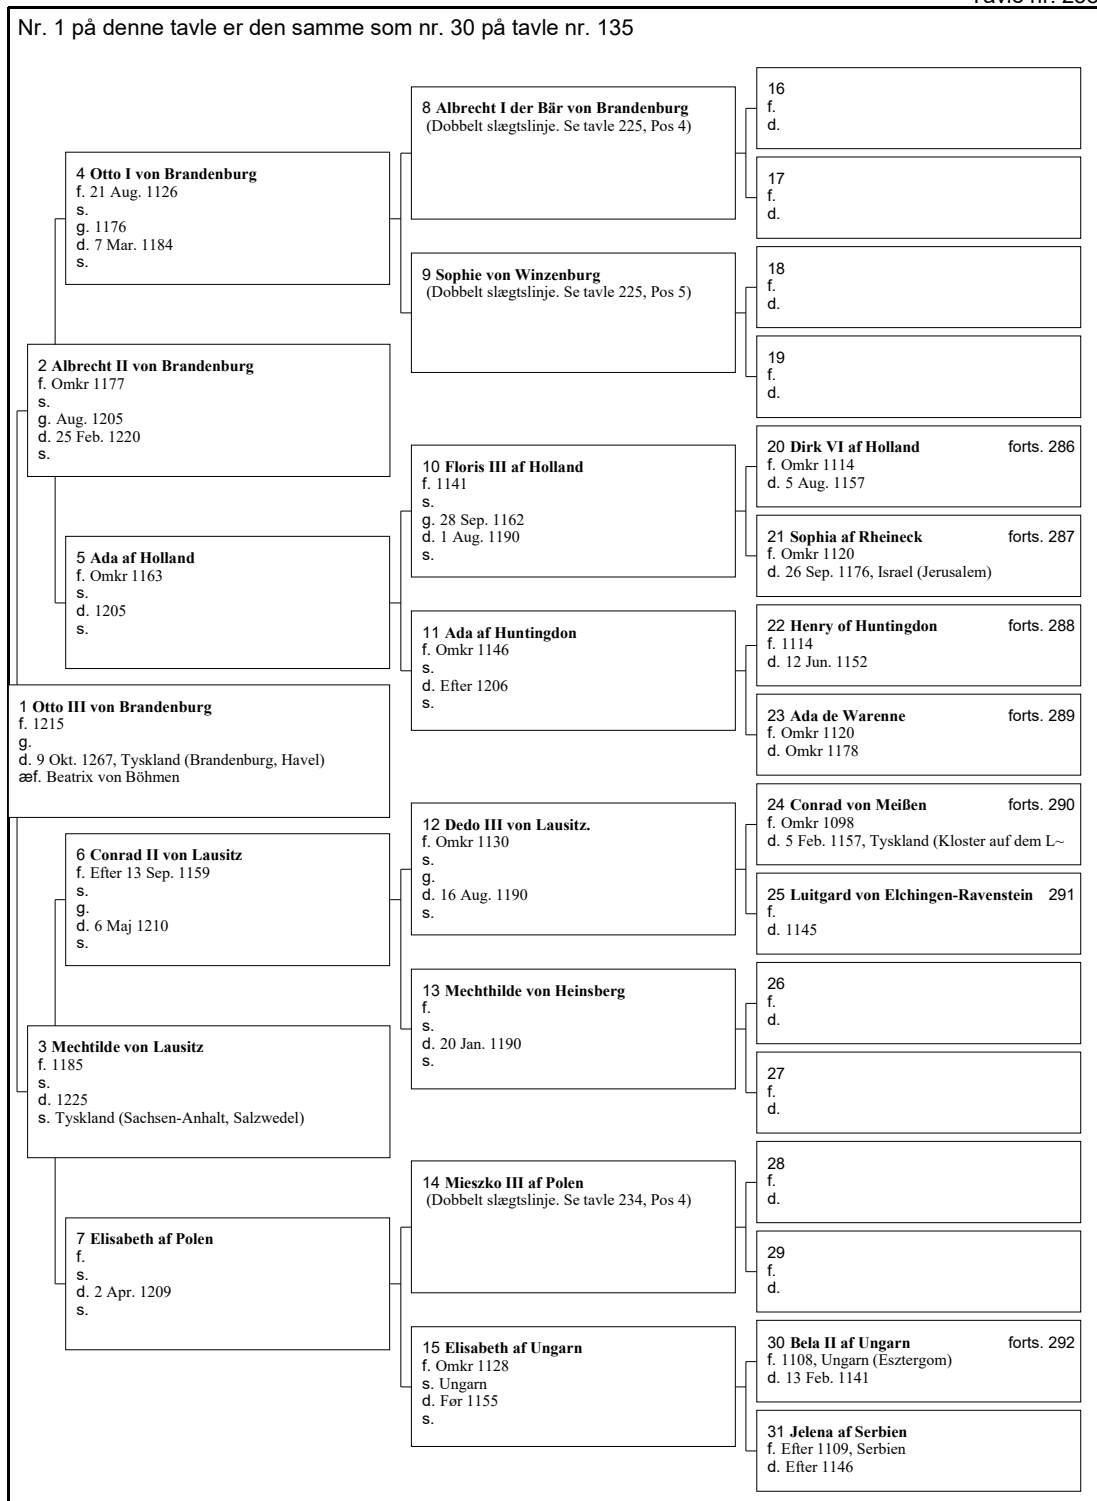 Nr. 1 på denne tavle er den samme som nr. 30 på tavle nr. 135
8 Albrecht I der Bär von Brandenburg
(Dobbelt slægtslinje. Se tavle 225, Pos 4)
16
f.
d.
17
f.
d.
4 Otto I von Brandenburg
f. 21 Aug. 1126
s.
g. 1176
d. 7 Mar. 1184
s.
9 Sophie von Winzenburg
(Dobbelt slægtslinje. Se tavle 225, Pos 5)
18
f.
d.
19
f.
d.
2 Albrecht II von Brandenburg
f. Omkr 1177
s.
g. Aug. 1205
d. 25 Feb. 1220
s.
10 Floris III af Holland
f. 1141
s.
g. 28 Sep. 1162
d. 1 Aug. 1190
s.
20 Dirk VI af Holland forts. 286
f. Omkr 1114
d. 5 Aug. 1157
21 Sophia af Rheineck forts. 287
f. Omkr 1120
d. 26 Sep. 1176, Israel (Jerusalem)
5 Ada af Holland
f. Omkr 1163
s.
d. 1205
s.
11 Ada af Huntingdon
f. Omkr 1146
s.
d. Efter 1206
s.
22 Henry of Huntingdon forts. 288
f. 1114
d. 12 Jun. 1152
23 Ada de Warenne forts. 289
f. Omkr 1120
d. Omkr 1178
1 Otto III von Brandenburg
f. 1215
g.
d. 9 Okt. 1267, Tyskland (Brandenburg, Havel)
æf. Beatrix von Böhmen
12 Dedo III von Lausitz.
f. Omkr 1130
s.
g.
d. 16 Aug. 1190
s.
24 Conrad von Meißen forts. 290
f. Omkr 1098
d. 5 Feb. 1157, Tyskland (Kloster auf dem L~
25 Luitgard von Elchingen-Ravenstein 291
f.
d. 1145
6 Conrad II von Lausitz
f. Efter 13 Sep. 1159
s.
g.
d. 6 Maj 1210
s.
13 Mechthilde von Heinsberg
f.
s.
d. 20 Jan. 1190
s.
26
f.
d.
27
f.
d.
3 Mechtilde von Lausitz
f. 1185
s.
d. 1225
s. Tyskland (Sachsen-Anhalt, Salzwedel)
14 Mieszko III af Polen
(Dobbelt slægtslinje. Se tavle 234, Pos 4)
28
f.
d.
29
f.
d.
7 Elisabeth af Polen
f.
s.
d. 2 Apr. 1209
s.
15 Elisabeth af Ungarn
f. Omkr 1128
s. Ungarn
d. Før 1155
s.
30 Bela II af Ungarn forts. 292
f. 1108, Ungarn (Esztergom)
d. 13 Feb. 1141
31 Jelena af Serbien
f. Efter 1109, Serbien
d. Efter 1146